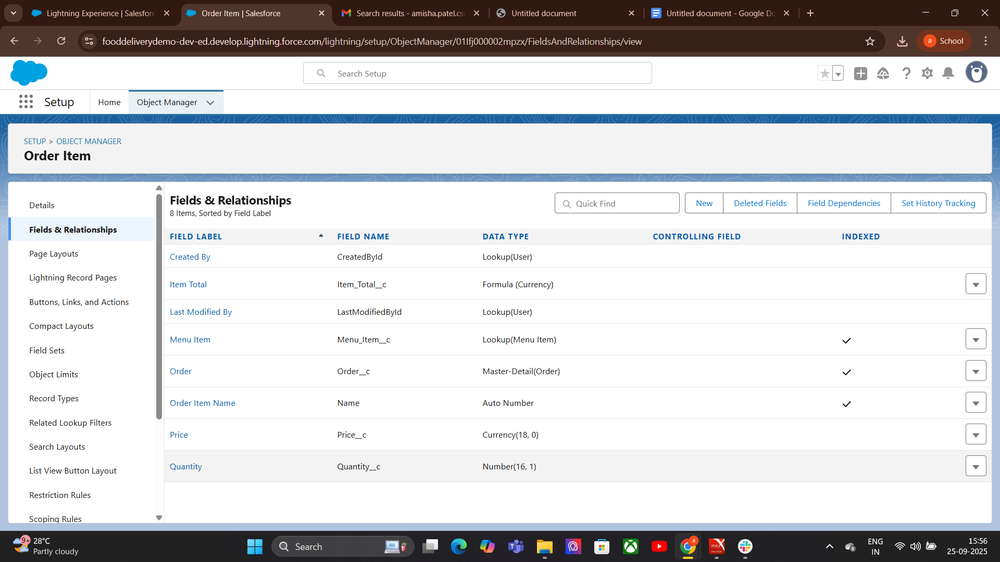 Lightning Experience | Salesforc
Order Item | Salesforce
Search results - amisha.patel.cs
Untitled document
Untitled document - Google Do
fooddeliverydemo-dev-ed.develop.lightning.force.com/lightning/setup/ObjectManager/01Ifj000002mpzx/FieldsAndRelationships/view
a School
Search Setup
Setup
Home
Object Manager
SETUP > OBJECT MANAGER
Order Item
Details
Fields & Relationships
Page Layouts
Lightning Record Pages
Buttons, Links, and Actions
Compact Layouts
Field Sets
Object Limits
Record Types
Related Lookup Filters
Search Layouts
List View Button Layout
Restriction Rules
Scoping Rules
Fields & Relationships
8 Items, Sorted by Field Label
Quick Find
New
Deleted Fields
Field Dependencies
Set History Tracking
FIELD LABEL FIELD NAME DATA TYPE CONTROLLING FIELD INDEXED
Created By CreatedById Lookup(User)
Item Total Item_Total__c Formula (Currency)
Last Modified By LastModifiedById Lookup(User)
Menu Item Menu_Item__c Lookup(Menu Item)
Order Order__c Master-Detail(Order)
Order Item Name Name Auto Number
Price Price__c Currency(18, 0)
Quantity Quantity__c Number(16, 1)
9+
28°C
Partly cloudy
Search
a
PDF
ENG
IN
15:56
25-09-2025